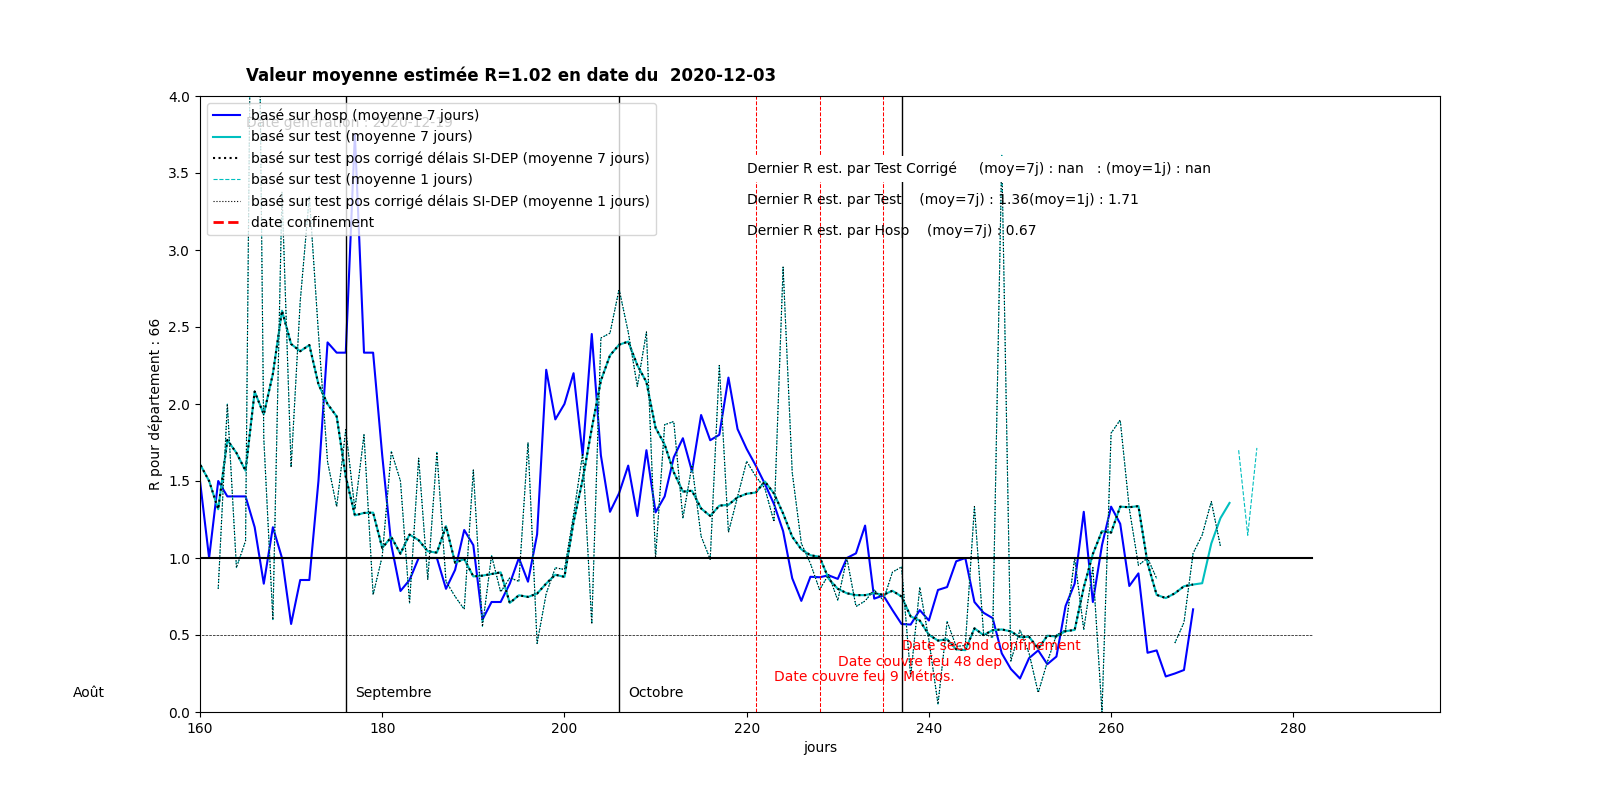 Valeur moyenne estimée R=1.02 en date du  2020-12-03
4.0
3.5
3.0
2.5
2.0
1.5
1.0
0.5
0.0
R pour département : 66
basé sur hosp (moyenne 7 jours)
basé sur test (moyenne 7 jours)
basé sur test pos corrigé délais SI-DEP (moyenne 7 jours)
basé sur test (moyenne 1 jours)
basé sur test pos corrigé délais SI-DEP (moyenne 1 jours)
date confinement
Dernier R est. par Test Corrigé     (moy=7j) : nan   : (moy=1j) : nan
Dernier R est. par Test    (moy=7j) : 1.36(moy=1j) : 1.71
Dernier R est. par Hosp    (moy=7j) : 0.67
Date second confinement
Date couvre feu 48 dep
Date couvre feu 9 Métros.
Août
Septembre
Octobre
160
180
200
220
240
260
280
jours